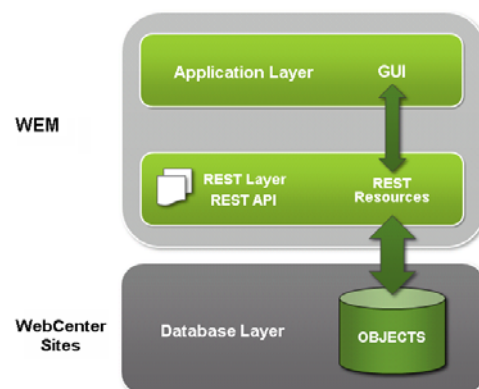 Application Layer
GUI
WEM
REST Layer
REST API
REST
Resources
WebCenter
Sites
Database Layer
OBJECTS